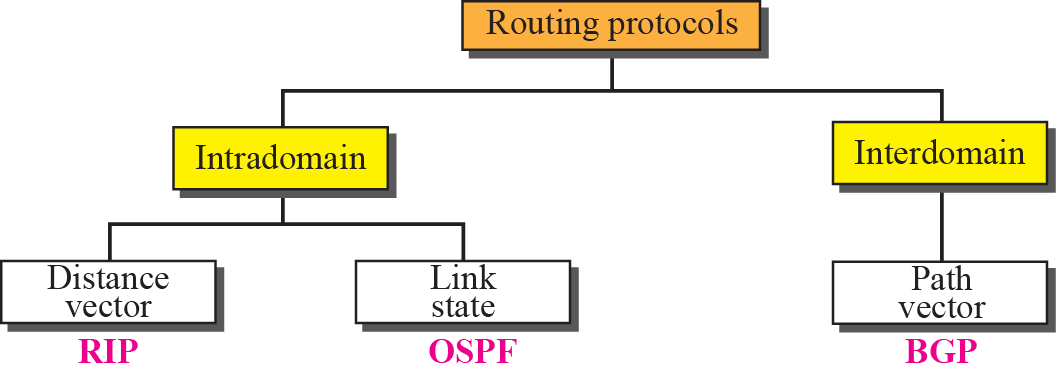 Routing protocols
Intradomain
Interdomain
Distance
vector
Link
state
Path
vector
RIP
OSPF
BGP